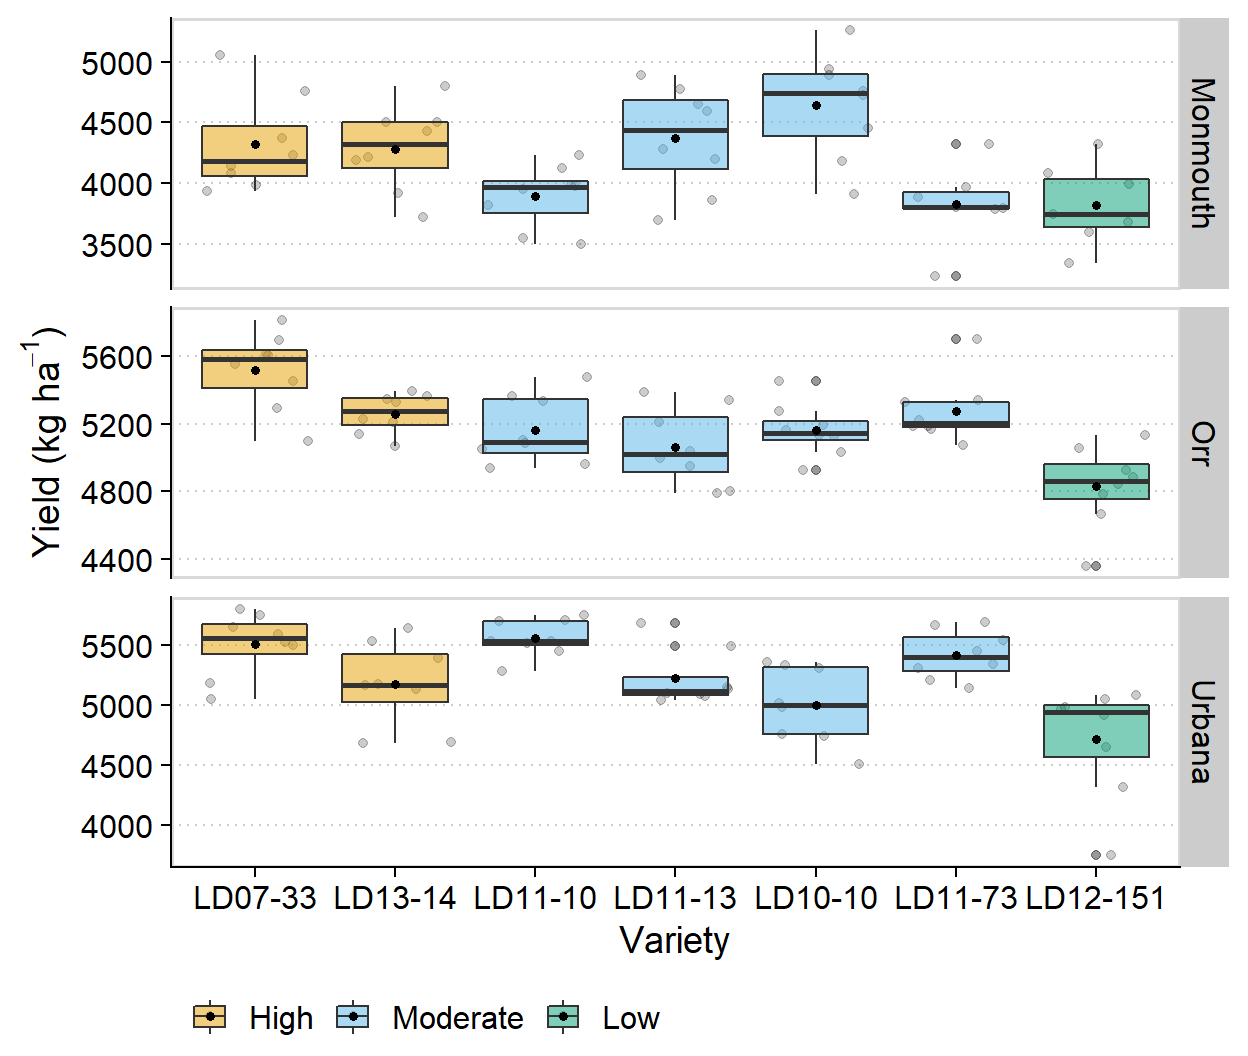 5000
4500
4000
3500
Monmouth
5600
5200
4800
4400
Orr
5500
5000
4500
4000
Urbana
Yield (kg ha⁻¹)
LD07-33 LD13-14 LD11-10 LD11-13 LD10-10 LD11-73 LD12-151
Variety
High Moderate Low